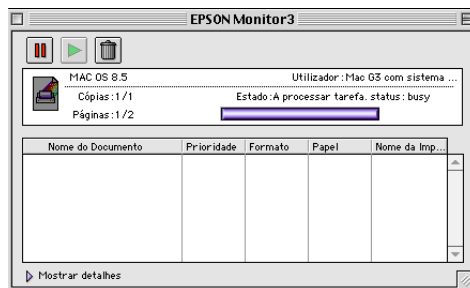 EPSON Monitor3
MAC OS 8.5 Utilizador:Mac G3 com sistema ...
Cópias:1/1 Estado:A processar tarefa. status:busy
Páginas:1/2
Nome do Documento Prioridade Formato Papel Nome da Imp...
Mostrar detalhes